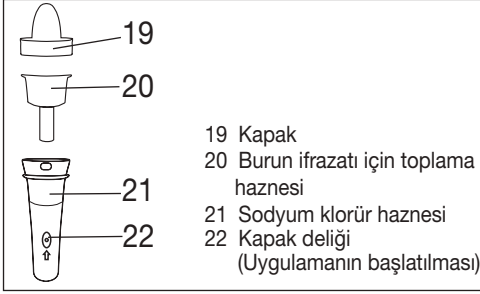 19
20
21
22
19 Kapak
20 Burun ifrazatı için toplama
haznesi
21 Sodyum klorür haznesi
22 Kapak deliği
(Uygulamanın başlatılması)